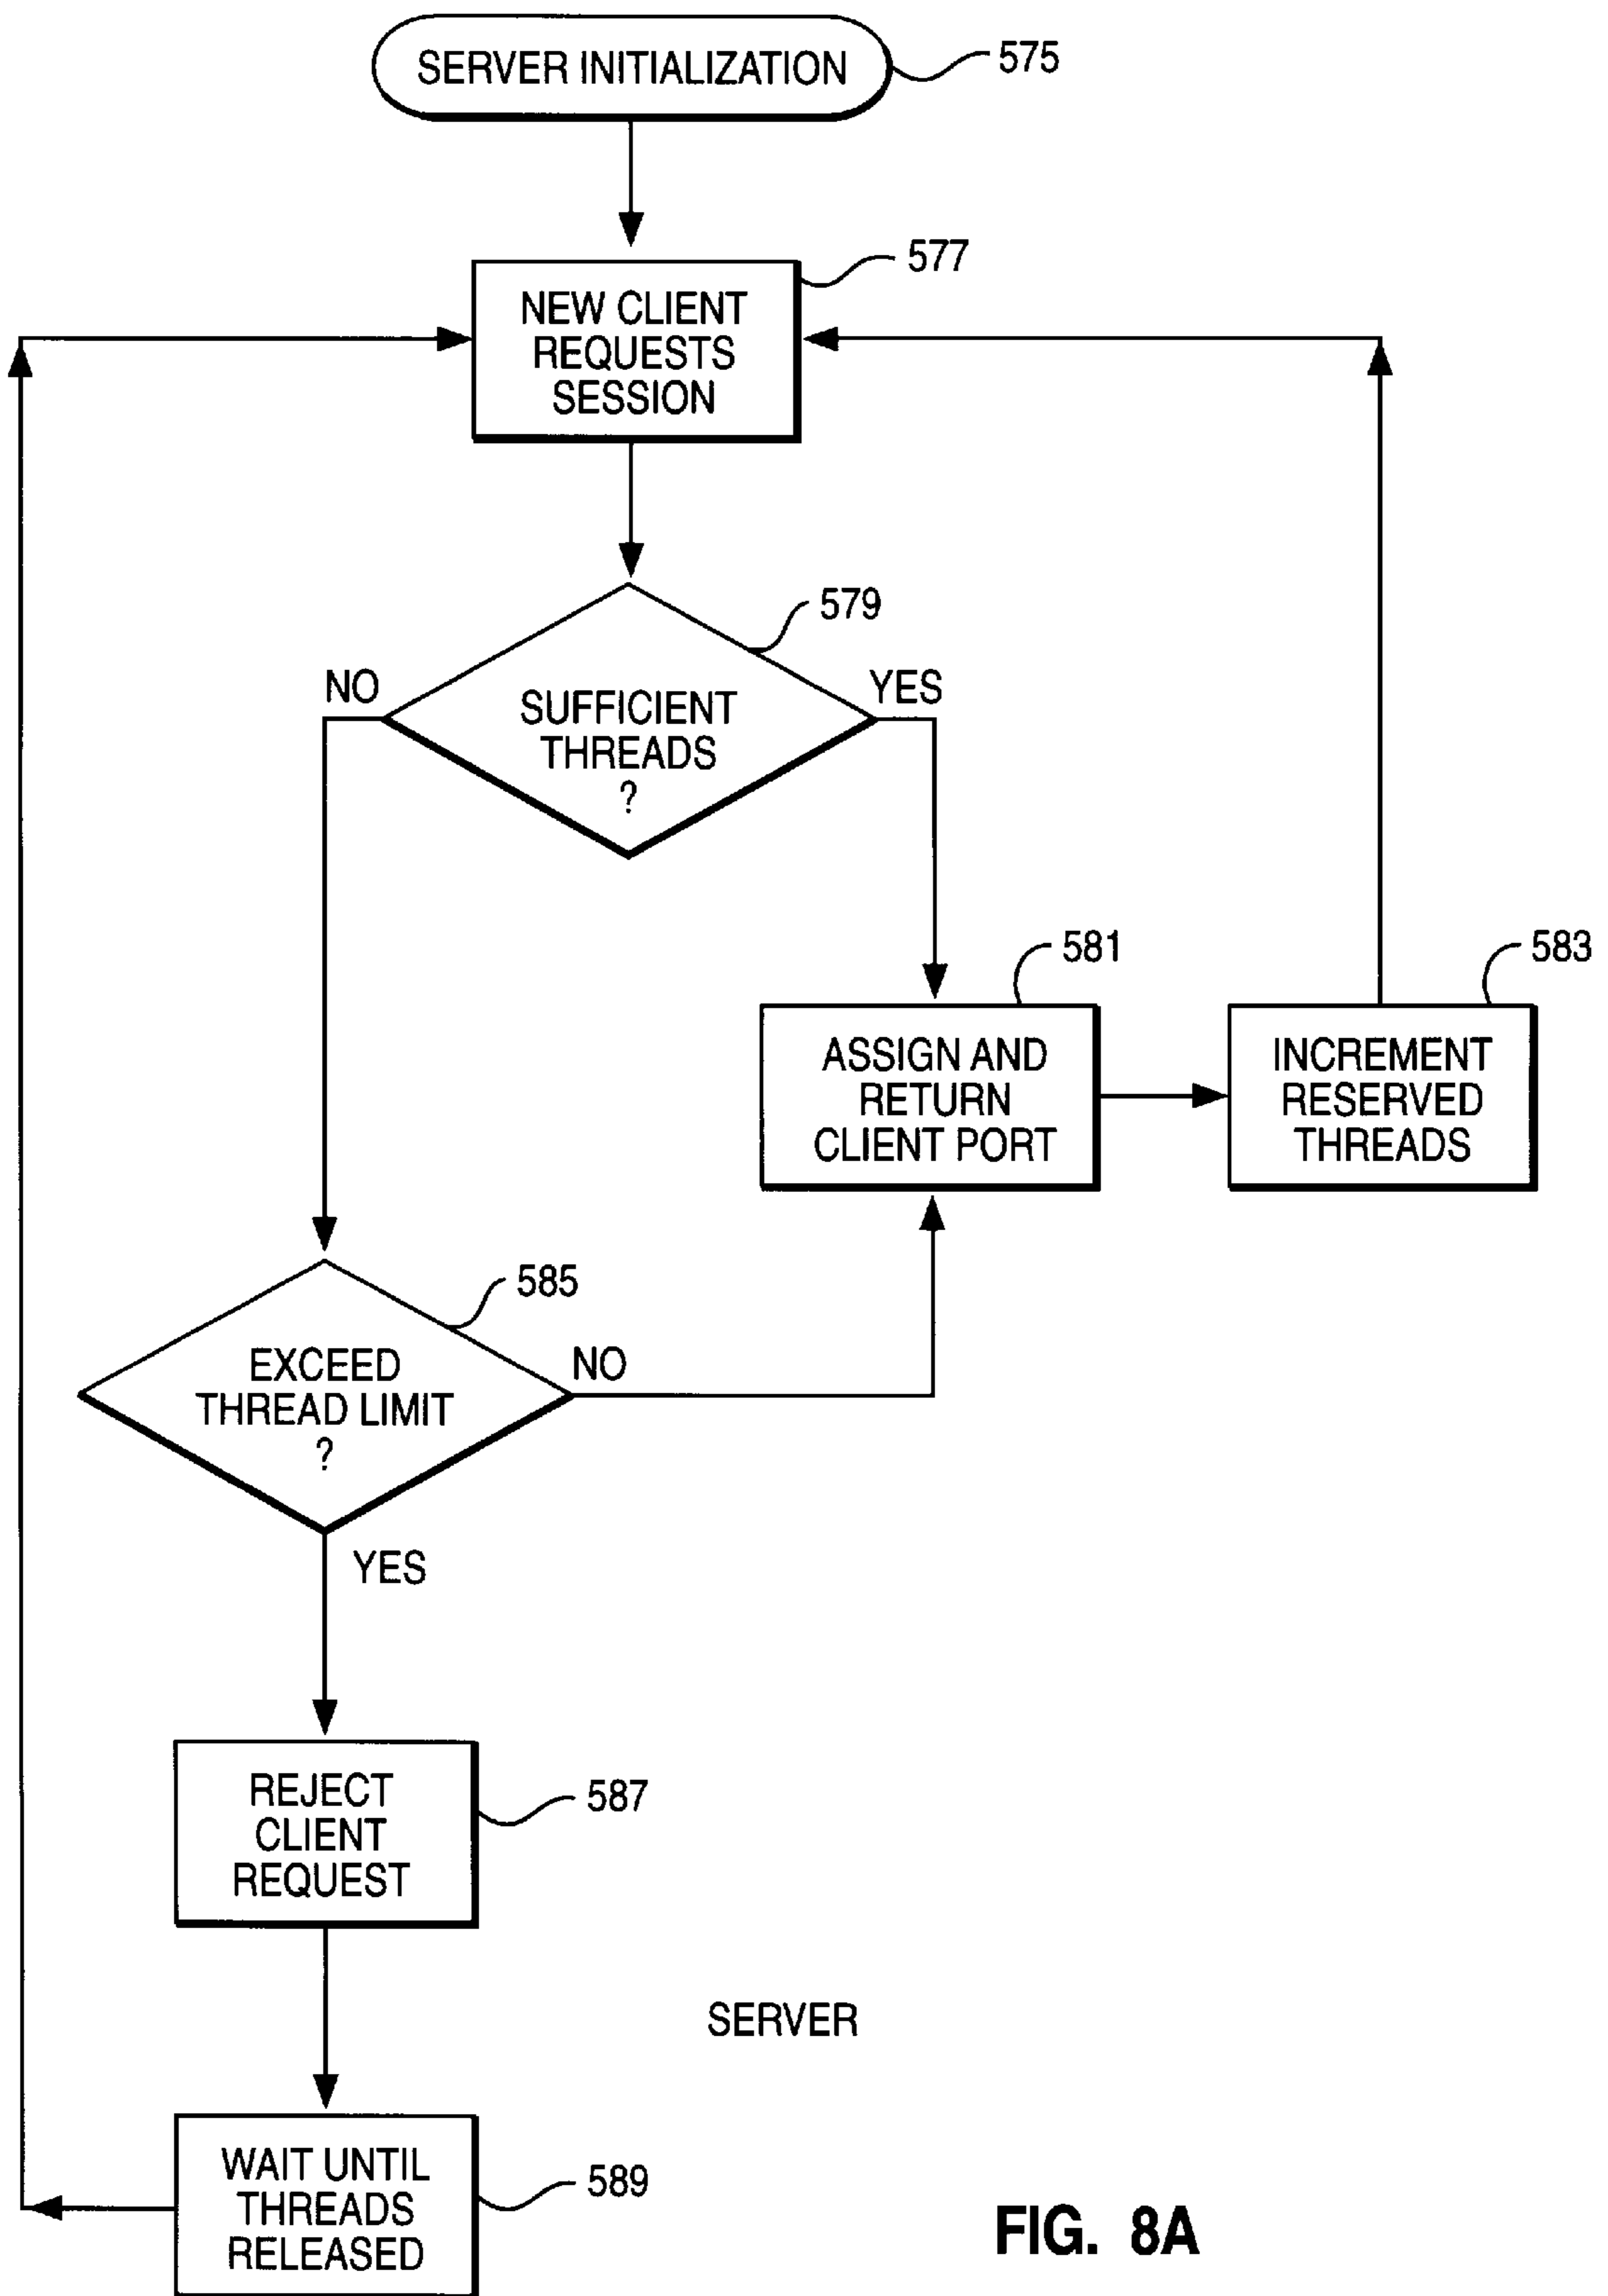 SERVER INITIALIZATION
575
577
NEW CLIENT
REQUESTS
SESSION
579
NO
YES
SUFFICIENT
THREADS
?
581
583
ASSIGN AND
RETURN
CLIENT PORT
INCREMENT
RESERVED
THREADS
585
EXCEED
THREAD LIMIT
?
NO
YES
REJECT
CLIENT
REQUEST
587
SERVER
WAIT UNTIL
THREADS
RELEASED
589
FIG. 8A